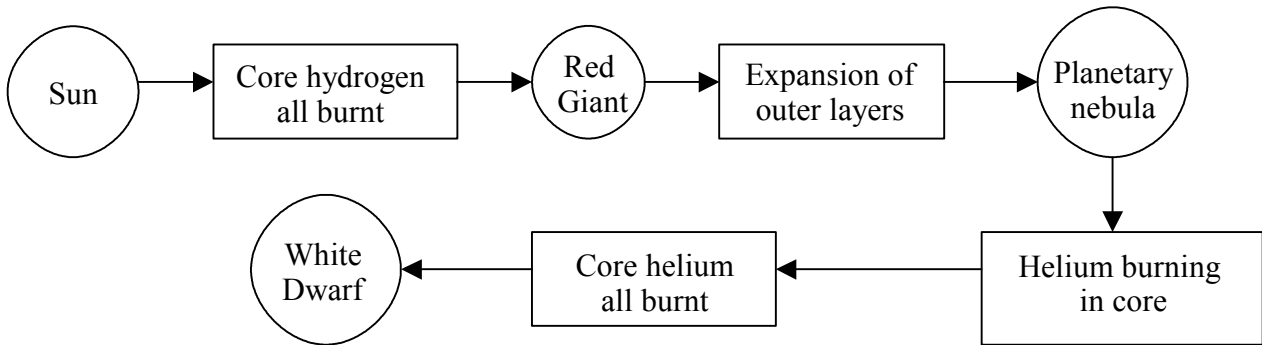 Sun
Core hydrogen
all burnt
Red
Giant
Expansion of
outer layers
Planetary
nebula
Helium burning
in core
Core helium
all burnt
White
Dwarf